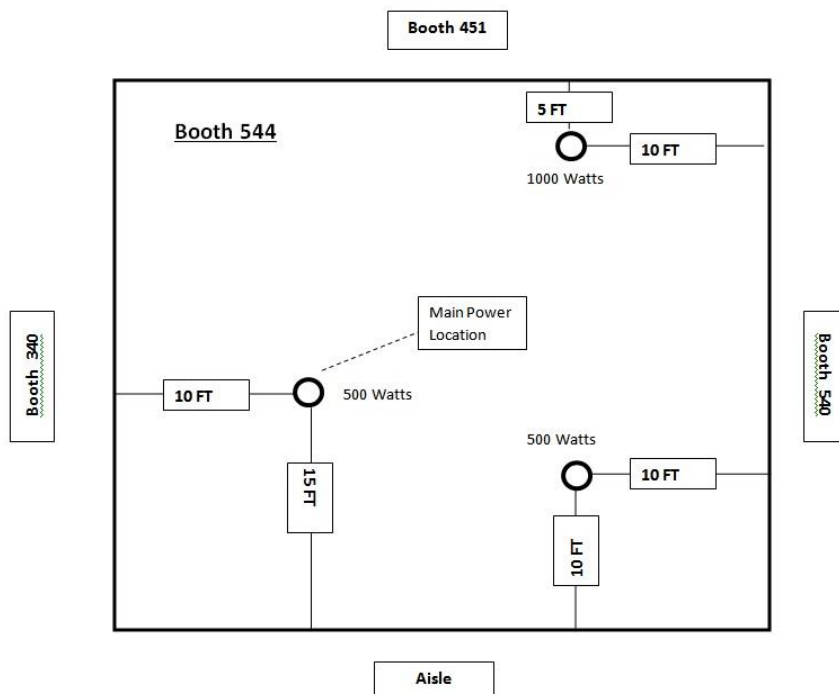 Booth 451
5 FT
Booth 544
10 FT
1000 Watts
Main Power
Location
Booth 340
Booth 540
10 FT
500 Watts
500 Watts
10 FT
15 FT
10 FT
Aisle